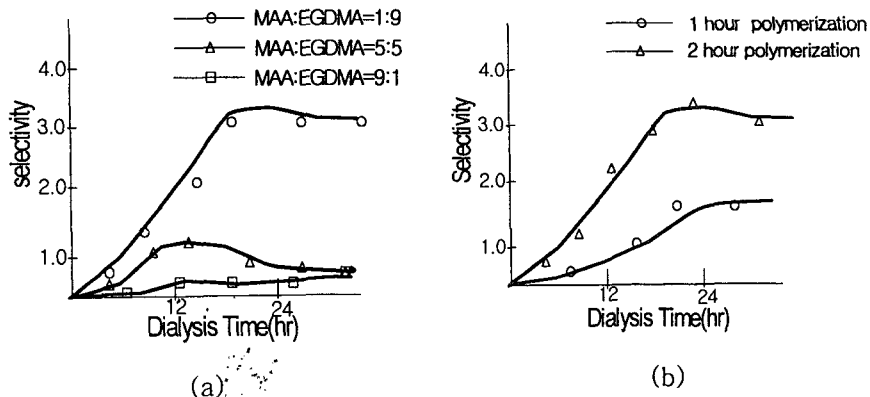 MAA:EGDMA=1:9
MAA:EGDMA=5:5
MAA:EGDMA=9:1
4.0
3.0
2.0
1.0
selectivity
12
24
Dialysis Time(hr)
(a)
1 hour polymerization
2 hour polymerization
4.0
3.0
2.0
1.0
Selectivity
12
24
Dialysis Time(hr)
(b)